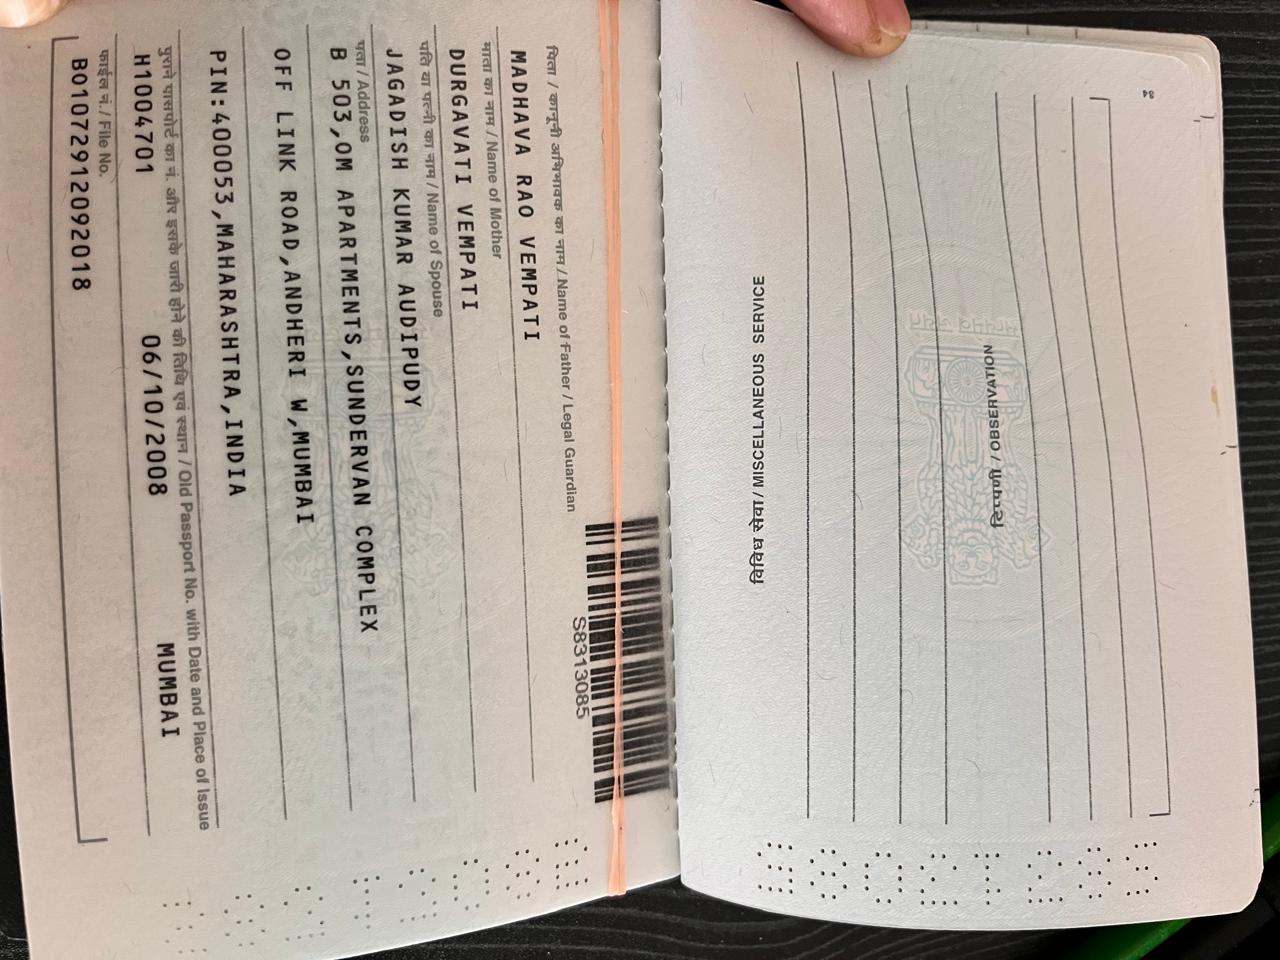 पिता / कानूनी अभिभावक का नाम / Name of Father / Legal Guardian
MADHAVA RAO VEMPATI
माता का नाम / Name of Mother
DURGAVATI VEMPATI
पति या पत्नी का नाम / Name of Spouse
JAGADISH KUMAR AUDIPUDY
पता / Address
B 503,OM APARTMENTS,SUNDERVAN COMPLEX
OFF LINK ROAD,ANDHERI W,MUMBAI
PIN:400053,MAHARASHTRA,INDIA
पुराने पासपोर्ट का नं. और इसके जारी होने की तिथि एवं स्थान / Old Passport No. with Date and Place of Issue
H1004701 06/10/2008 MUMBAI
फाईल नं. / File No.
BO1072912092018
S8313085
34
टिप्पणी / OBSERVATION
सत्यमेव जयते
विविध सेवा / MISCELLANEOUS SERVICE